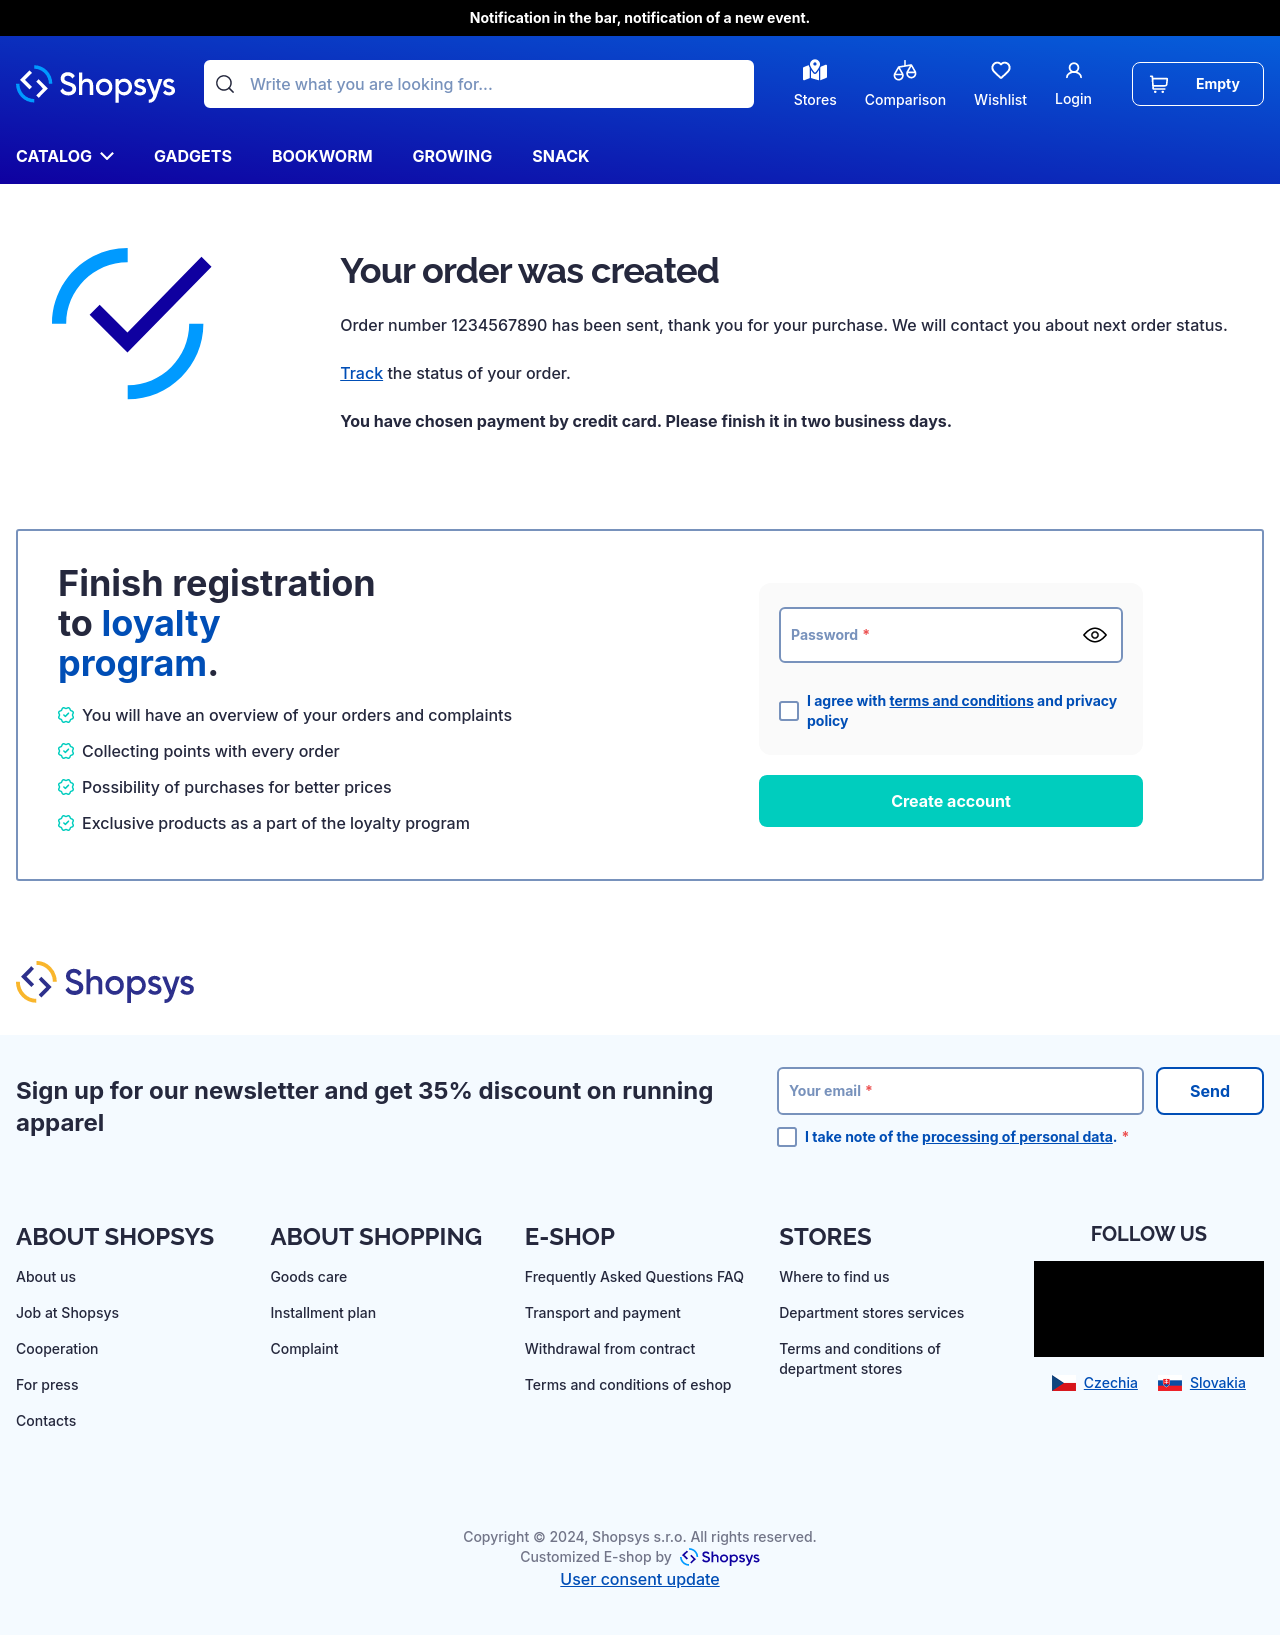 Notification in the bar, notification of a new event.
Shopsys
Write what you are looking for...
Stores
Comparison
Wishlist
Login
Empty
CATALOG
GADGETS
BOOKWORM
GROWING
SNACK
Your order was created
Order number 1234567890 has been sent, thank you for your purchase. We will contact you about next order status.
Track the status of your order.
You have chosen payment by credit card. Please finish it in two business days.
Finish registration
to loyalty
program.
You will have an overview of your orders and complaints
Collecting points with every order
Possibility of purchases for better prices
Exclusive products as a part of the loyalty program
Password *
I agree with terms and conditions and privacy
policy
Create account
Shopsys
Sign up for our newsletter and get 35% discount on running
apparel
Your email *
Send
I take note of the processing of personal data. *
ABOUT SHOPSYS
About us
Job at Shopsys
Cooperation
For press
Contacts
ABOUT SHOPPING
Goods care
Installment plan
Complaint
E-SHOP
Frequently Asked Questions FAQ
Transport and payment
Withdrawal from contract
Terms and conditions of eshop
STORES
Where to find us
Department stores services
Terms and conditions of
department stores
FOLLOW US
Czechia
Slovakia
Copyright © 2024, Shopsys s.r.o. All rights reserved.
Customized E-shop by Shopsys
User consent update